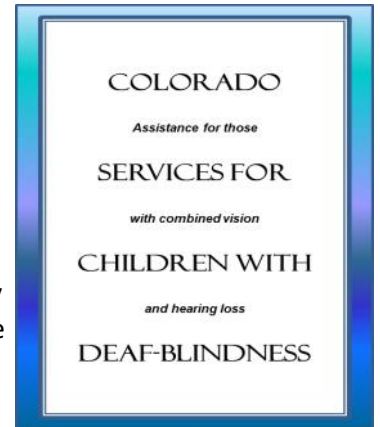 COLORADO
Assistance for those
SERVICES FOR
with combined vision
CHILDREN WITH
and hearing loss
DEAF-BLINDNESS
e